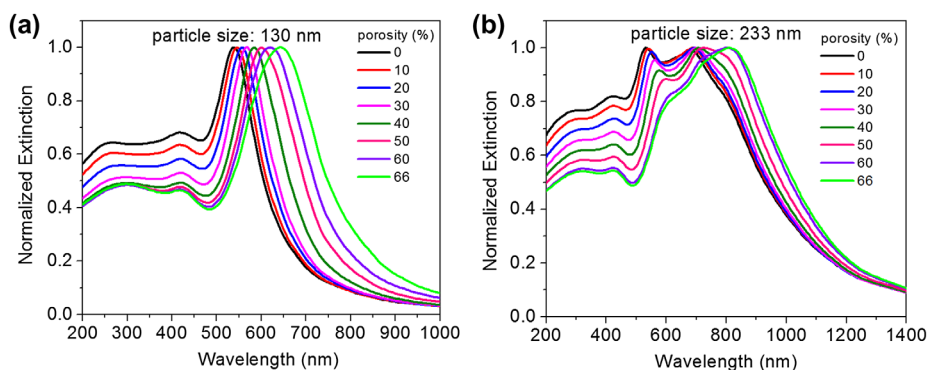 (a)
particle size: 130 nm
porosity (%)
0
10
20
30
40
50
60
66
1.0
0.8
0.6
0.4
0.2
0.0
Normalized Extinction
200 300 400 500 600 700 800 900 1000
Wavelength (nm)
(b)
particle size: 233 nm
porosity (%)
0
10
20
30
40
50
60
66
1.0
0.8
0.6
0.4
0.2
0.0
Normalized Extinction
200 400 600 800 1000 1200 1400
Wavelength (nm)